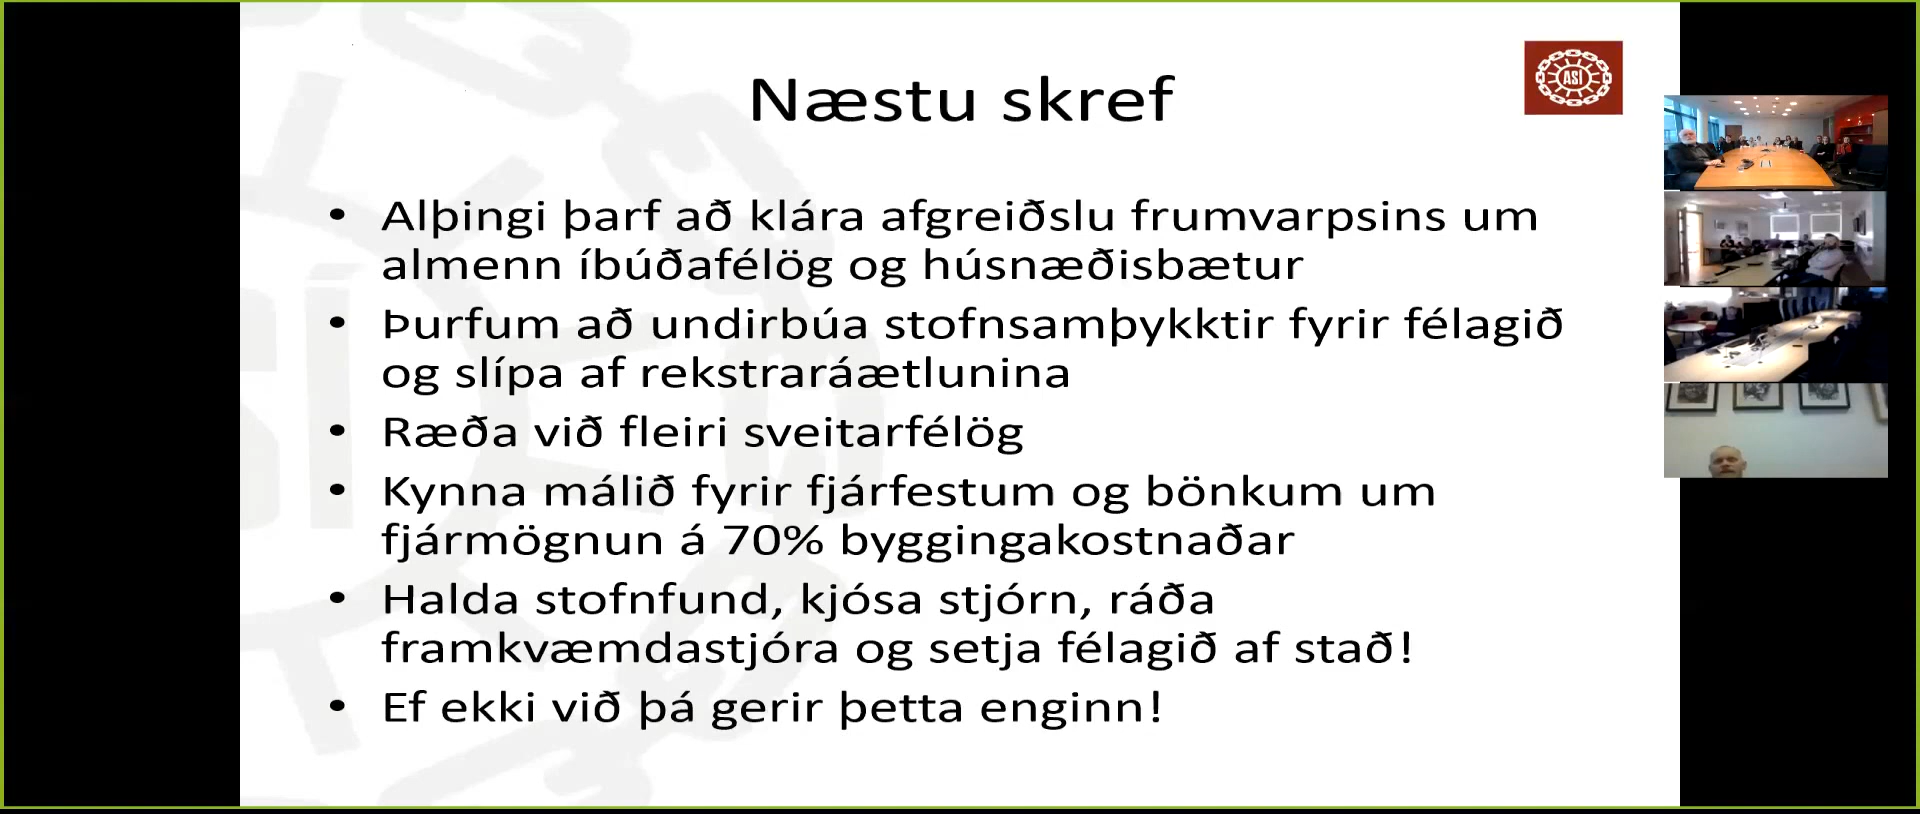 Næstu skref
ASÍ
• Alþingi þarf að klára afgreiðslu frumvarpsins um
almenn íbúðafélög og húsnæðisbætur
• Þurfum að undirbúa stofnsamþykktir fyrir félagið
og slípa af rekstraráætlunina
• Ræða við fleiri sveitarfélög
• Kynna málið fyrir fjárfestum og bönkum um
fjármögnun á 70% byggingakostnaðar
• Halda stofnfund, kjósa stjórn, ráða
framkvæmdastjóra og setja félagið af stað!
• Ef ekki við þá gerir þetta enginn!